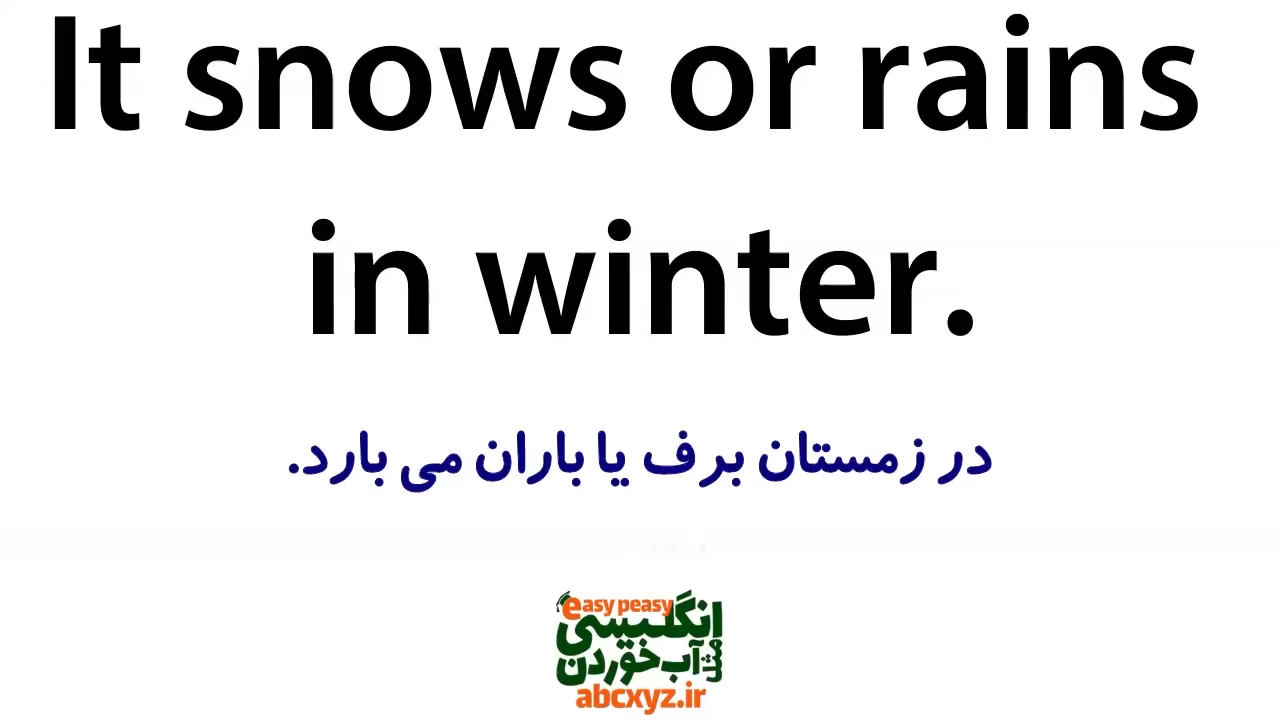 It snows or rains
in winter.
در زمستان برف یا باران می بارد.
easy peasy
انگلیسی
مثل آب خوردن
abcxyz.ir